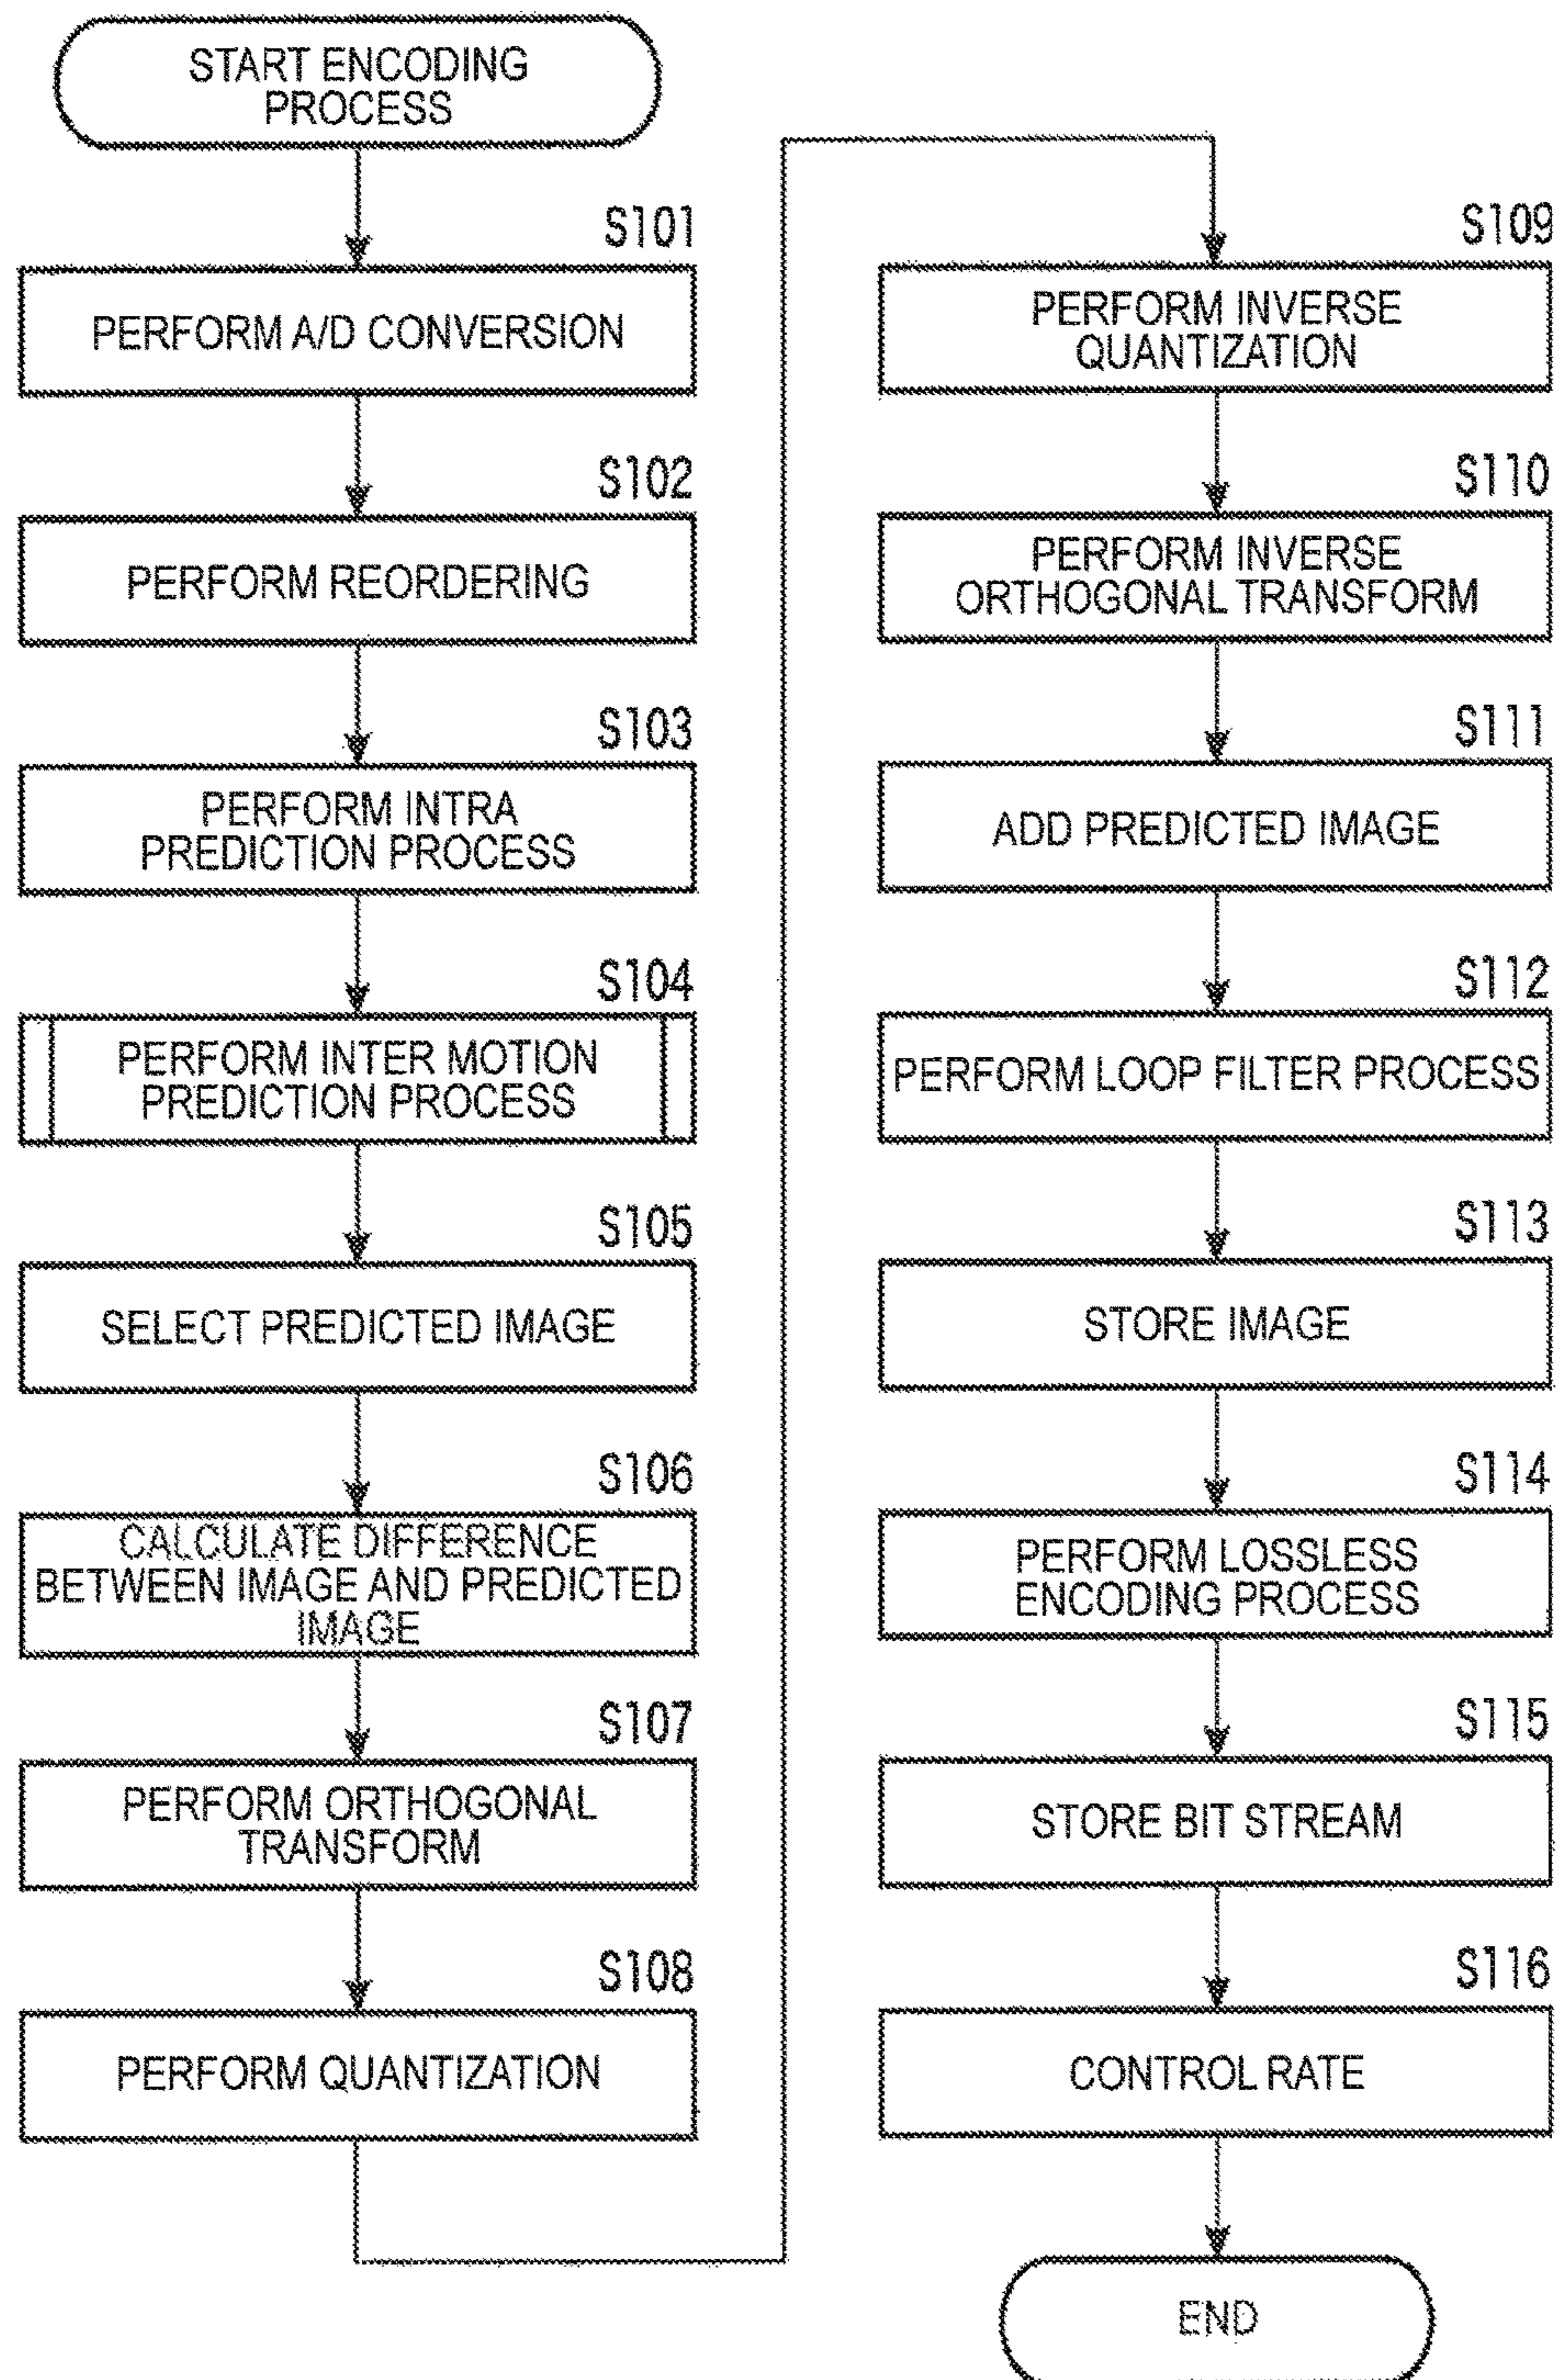 START ENCODING
PROCESS
S101
PERFORM A/D CONVERSION
S102
PERFORM REORDERING
S103
PERFORM INTRA
PREDICTION PROCESS
S104
PERFORM INTER MOTION
PREDICTION PROCESS
S105
SELECT PREDICTED IMAGE
S106
CALCULATE DIFFERENCE
BETWEEN IMAGE AND PREDICTED
IMAGE
S107
PERFORM ORTHOGONAL
TRANSFORM
S108
PERFORM QUANTIZATION
S109
PERFORM INVERSE
QUANTIZATION
S110
PERFORM INVERSE
ORTHOGONAL TRANSFORM
S111
ADD PREDICTED IMAGE
S112
PERFORM LOOP FILTER PROCESS
S113
STORE IMAGE
S114
PERFORM LOSSLESS
ENCODING PROCESS
S115
STORE BIT STREAM
S116
CONTROL RATE
END